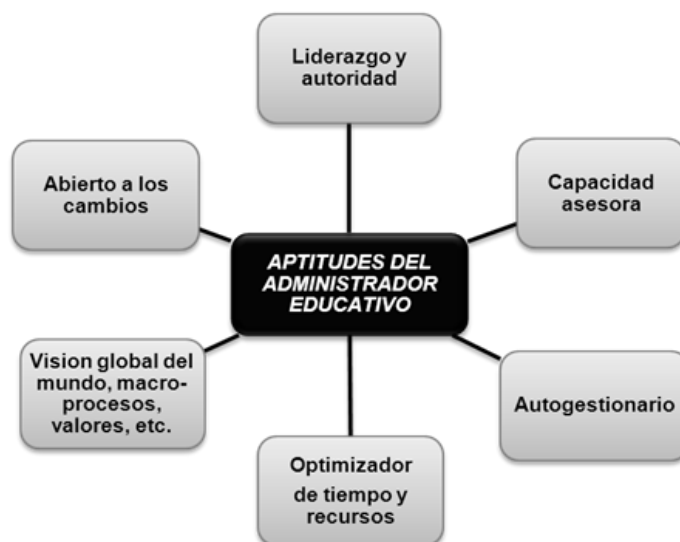 Liderazgo y
autoridad
Abierto a los
cambios
Capacidad
asesora
APTITUDES DEL
ADMINISTRADOR
EDUCATIVO
Vision global del
mundo, macro-
procesos,
valores, etc.
Autogestionario
Optimizador
de tiempo y
recursos